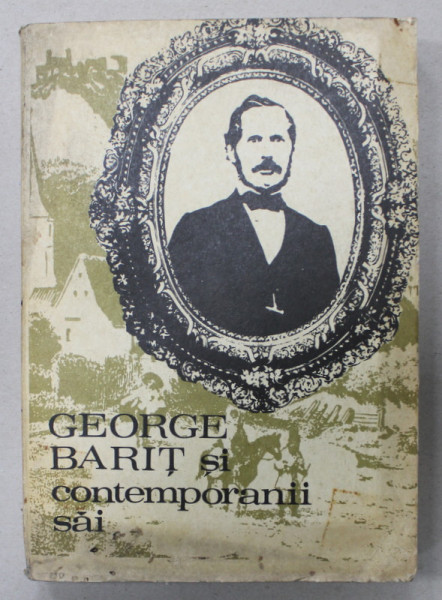 GEORGE
BARIȚ și
contemporanii
săi